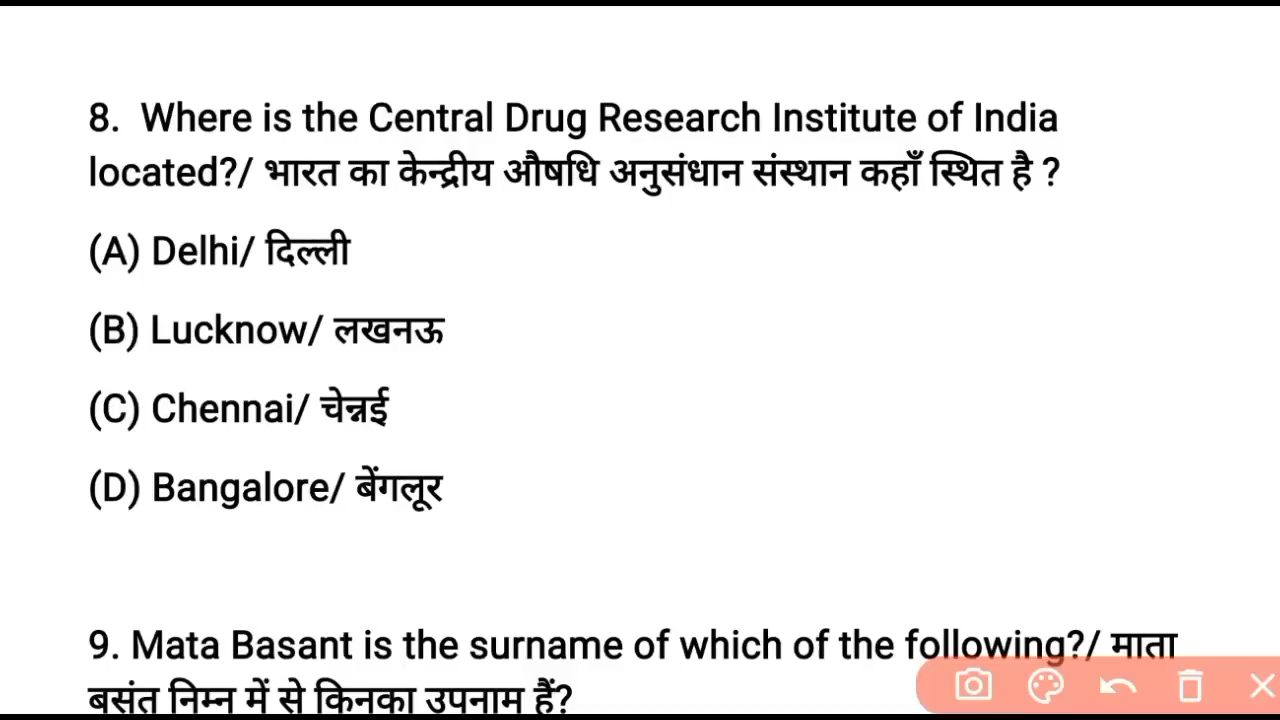 8. Where is the Central Drug Research Institute of India
located?/ भारत का केन्द्रीय औषधि अनुसंधान संस्थान कहाँ स्थित है ?
(A) Delhi/ दिल्ली
(B) Lucknow/ लखनऊ
(C) Chennai/ चेन्नई
(D) Bangalore/ बेंगलूर
9. Mata Basant is the surname of which of the following?/ माता
बसंत निम्न में से किनका उपनाम हैं?